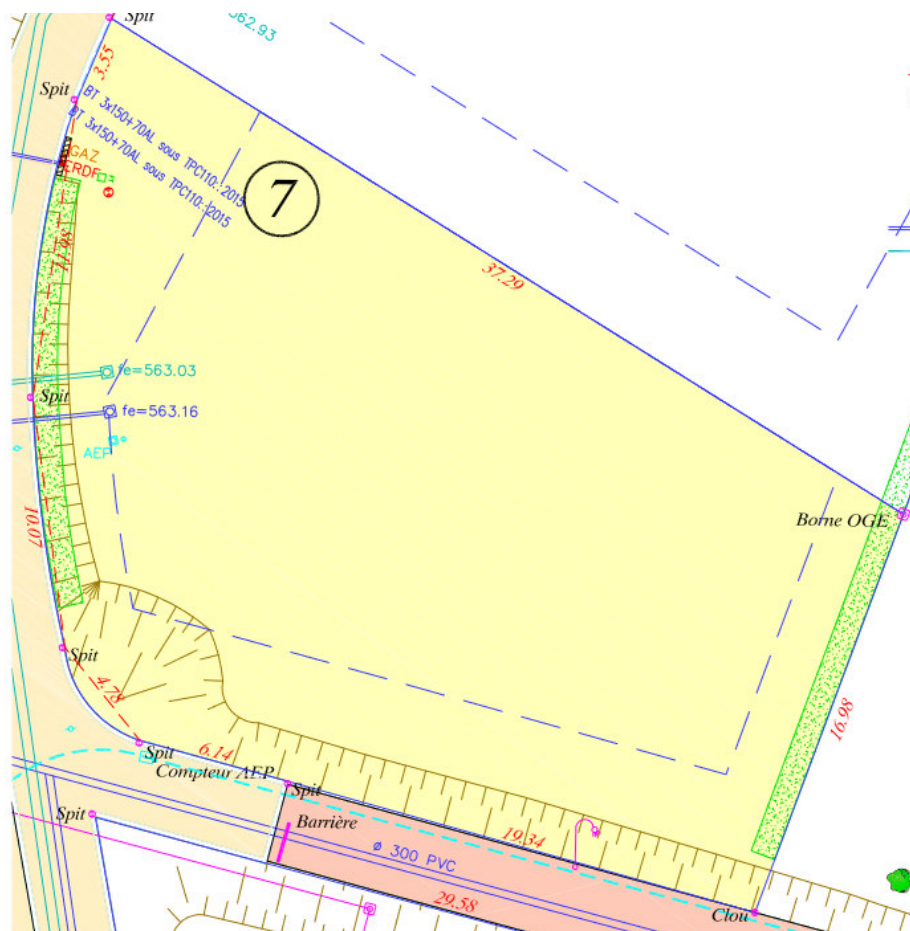 Spit
562.93
3.55
Spit
BT 3x150+70AL sous TPC110::2015
BT 3x150+70AL sous TPC110::2015
GAZ
ERDF
7
11.98
37.29
fe=563.03
Spit
fe=563.16
AEP
10.07
Borne OGE
Spit
4.78
16.98
6.14
Spit
Compteur AEP
Spit
Spit
Barrière
19.34
ø 300 PVC
29.58
Clou